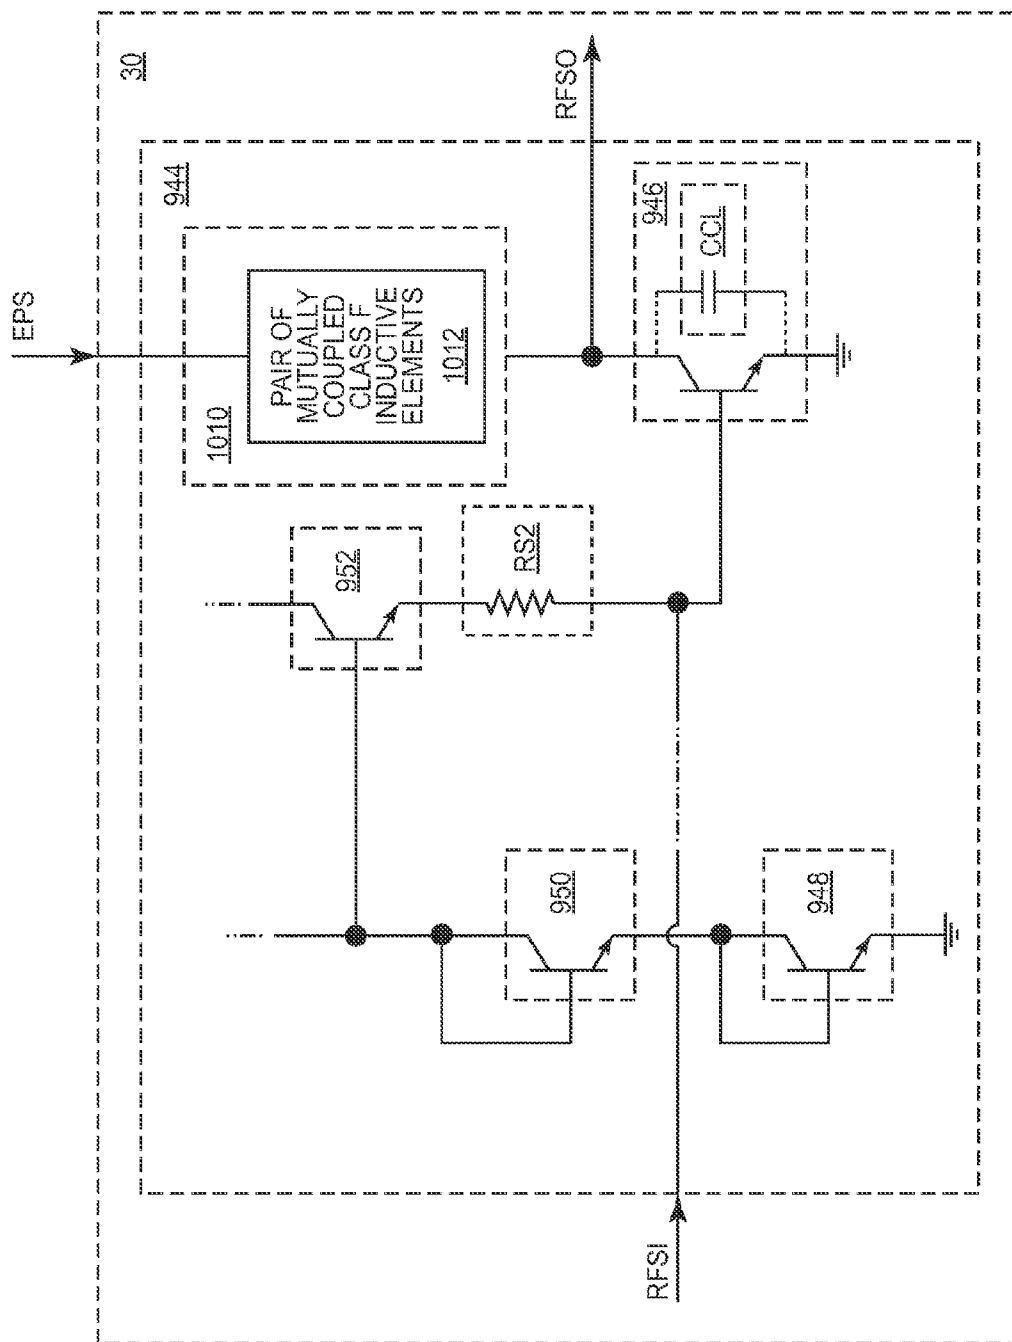 EPS
30
944
1010
PAIR OF
MUTUALLY
COUPLED
CLASS F
INDUCTIVE
ELEMENTS
1012
RFSO
946
CCL
952
RS2
950
948
RFSI